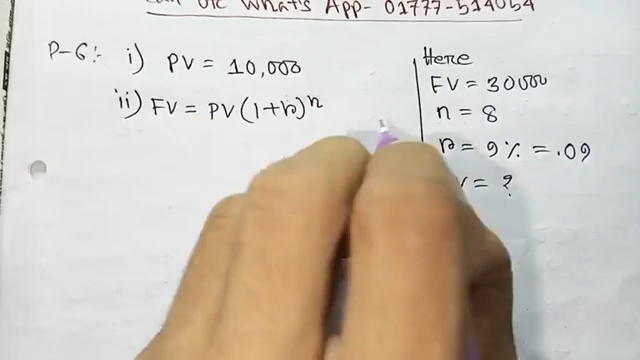 What's App- 01777-514054
P-6:- i) PV = 10,000
ii) FV = PV(1+r)^n
Here
FV = 30000
n = 8
r = 9% = .09
= ?